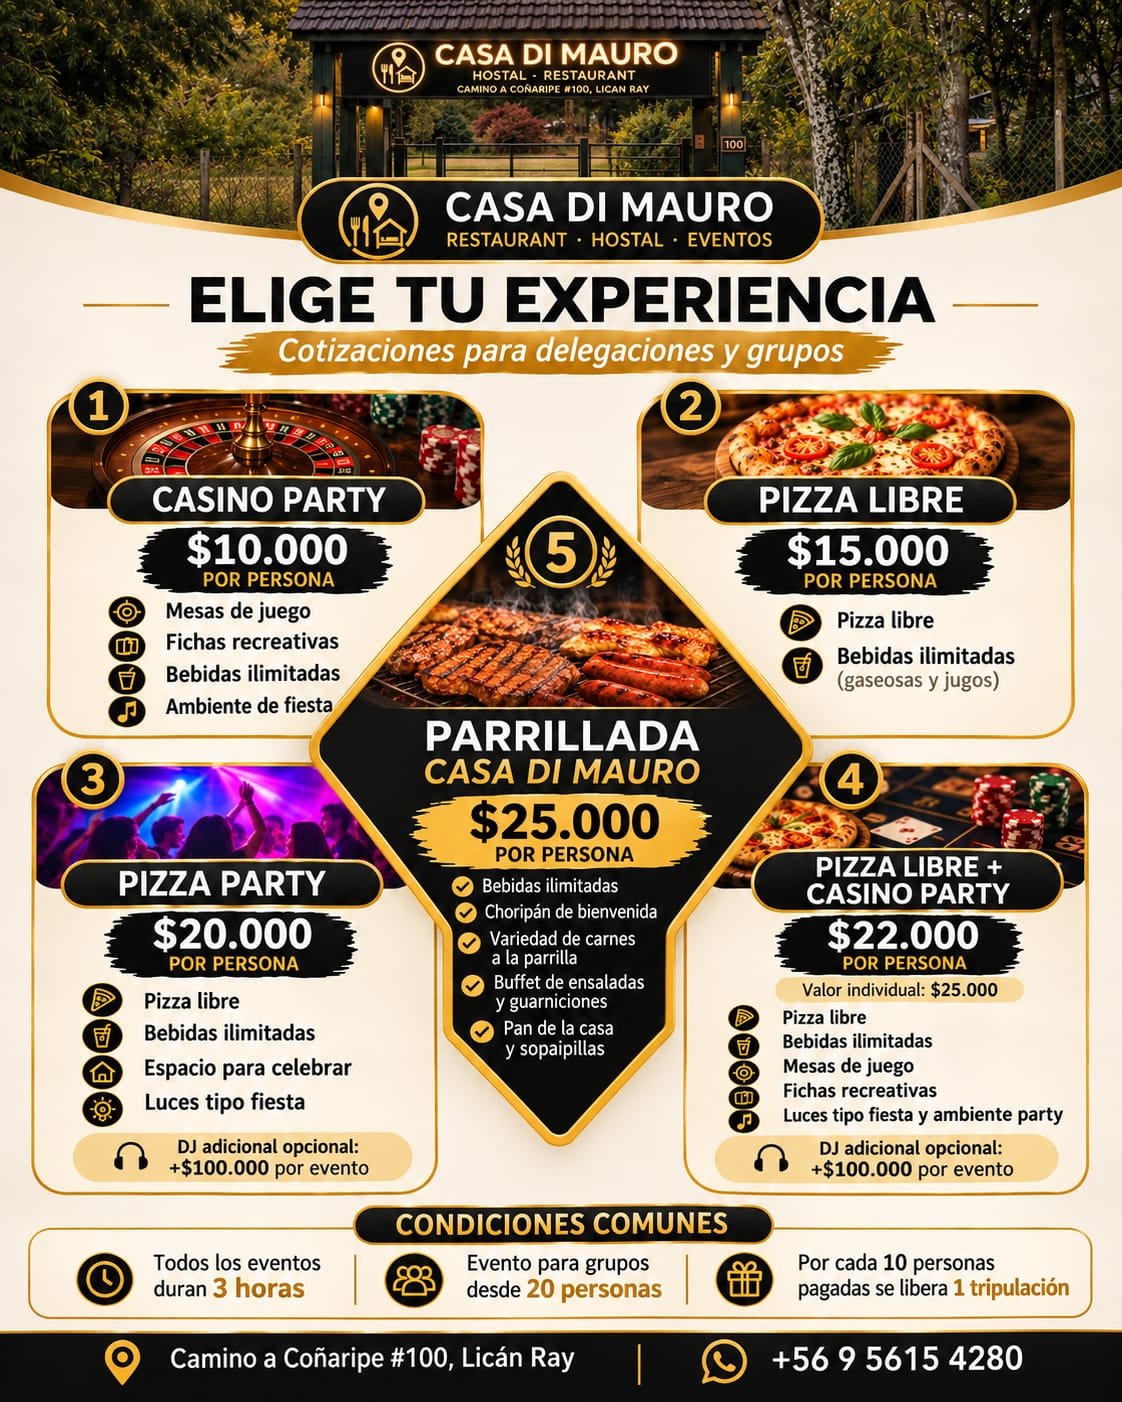 CASA DI MAURO
HOSTAL - RESTAURANT
CAMINO A COÑARIPE #100, LICAN RAY
100
CASA DI MAURO
RESTAURANT · HOSTAL · EVENTOS
ELIGE TU EXPERIENCIA
Cotizaciones para delegaciones y grupos
1
CASINO PARTY
$10.000
POR PERSONA
Mesas de juego
Fichas recreativas
Bebidas ilimitadas
Ambiente de fiesta
2
PIZZA LIBRE
$15.000
POR PERSONA
Pizza libre
Bebidas ilimitadas
(gaseosas y jugos)
5
PARRILLADA
CASA DI MAURO
$25.000
POR PERSONA
Bebidas ilimitadas
Choripán de bienvenida
Variedad de carnes
a la parrilla
Buffet de ensaladas
y guarniciones
Pan de la casa
y sopaipillas
3
PIZZA PARTY
$20.000
POR PERSONA
Pizza libre
Bebidas ilimitadas
Espacio para celebrar
Luces tipo fiesta
DJ adicional opcional:
+$100.000 por evento
4
PIZZA LIBRE +
CASINO PARTY
$22.000
POR PERSONA
Valor individual: $25.000
Pizza libre
Bebidas ilimitadas
Mesas de juego
Fichas recreativas
Luces tipo fiesta y ambiente party
DJ adicional opcional:
+$100.000 por evento
CONDICIONES COMUNES
Todos los eventos
duran 3 horas
Evento para grupos
desde 20 personas
Por cada 10 personas
pagadas se libera 1 tripulación
Camino a Coñaripe #100, Licán Ray
+56 9 5615 4280